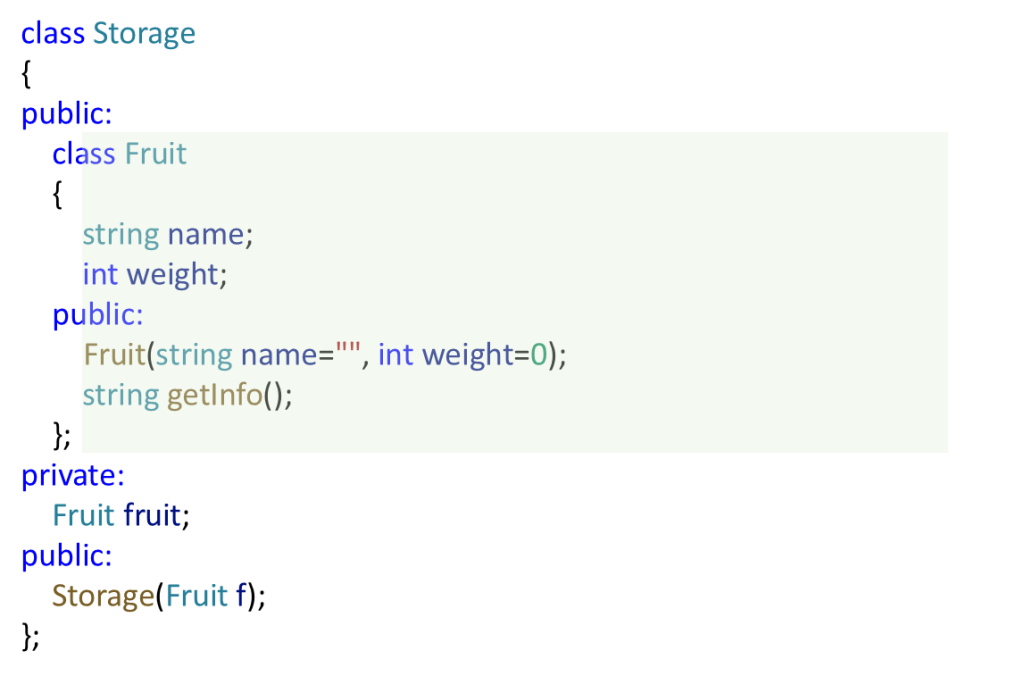 class Storage
{
public:
class Fruit
{
string name;
int weight;
public:
Fruit(string name="", int weight=0);
string getInfo();
};
private:
Fruit fruit;
public:
Storage(Fruit f);
};